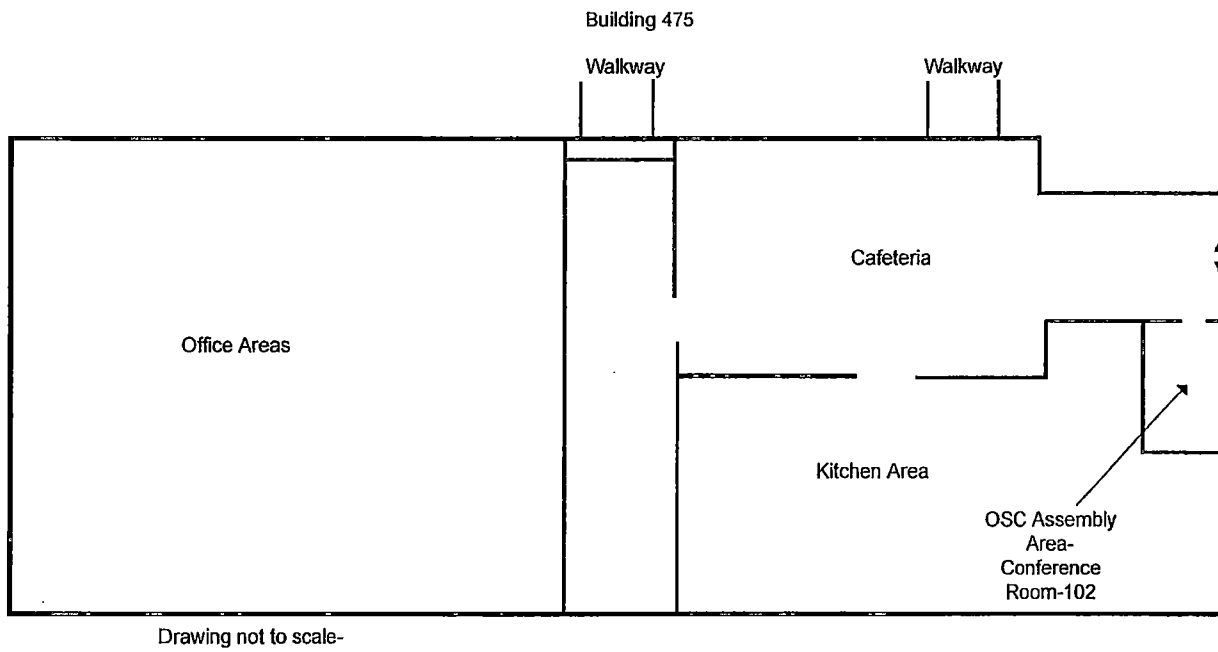 Building 475
Walkway
Walkway
Cafeteria
Office Areas
Kitchen Area
OSC Assembly
Area-
Conference
Room-102
Drawing not to scale-